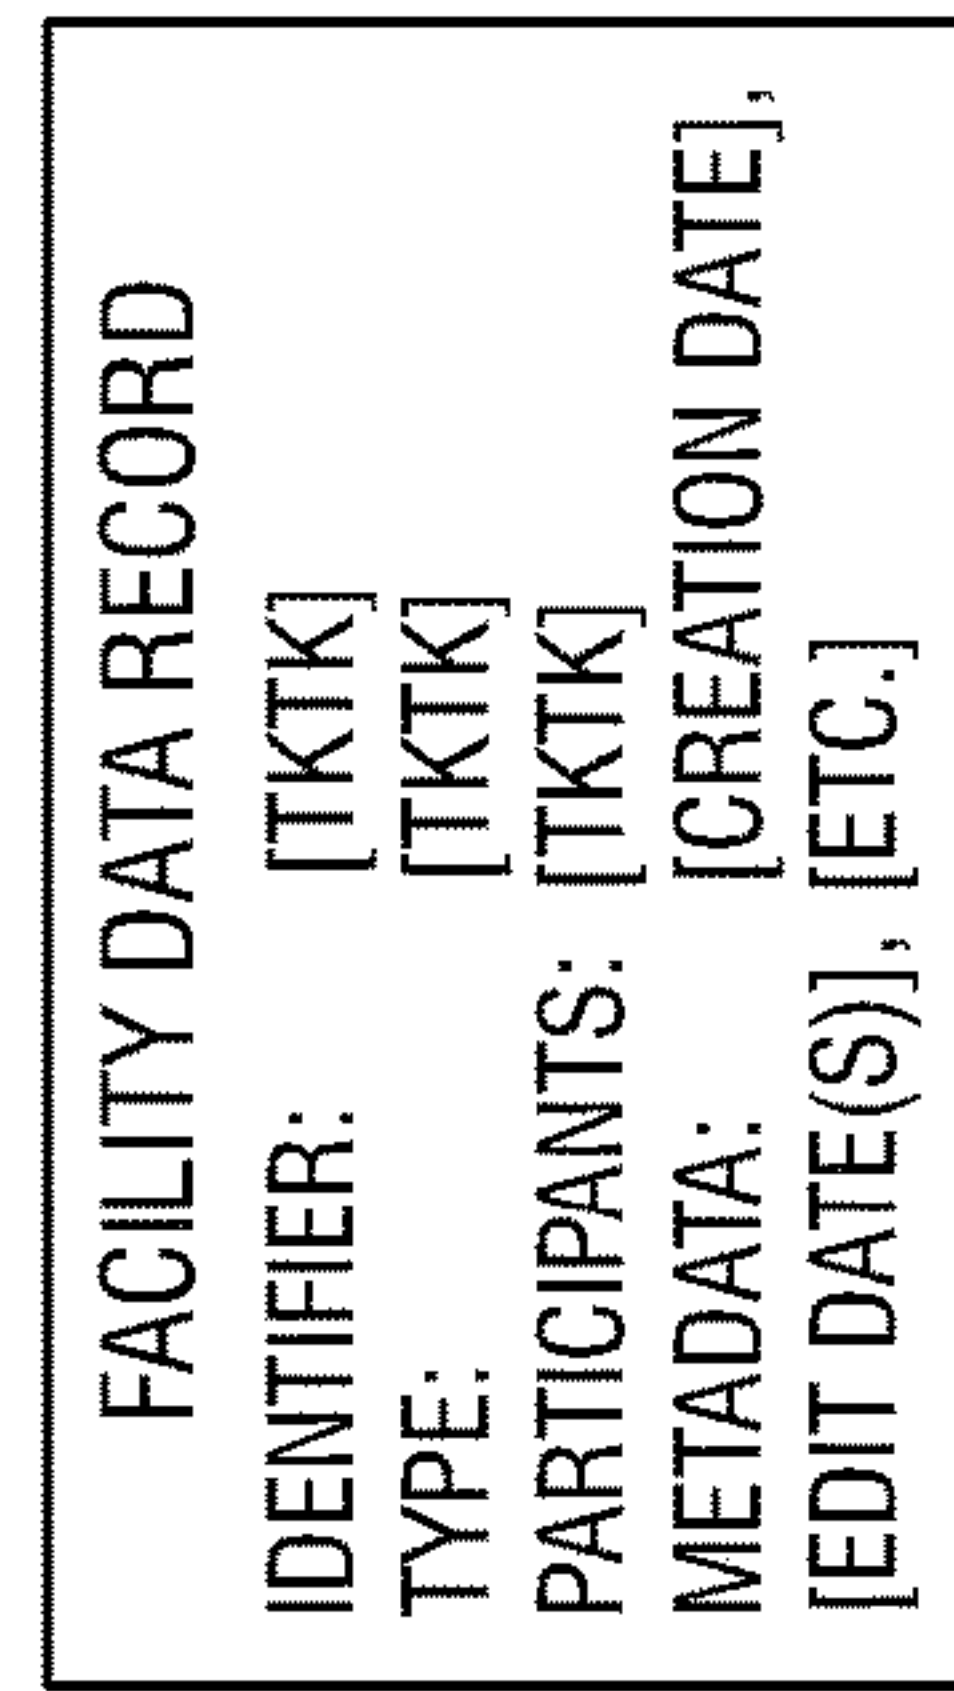 FACILITY DATA RECORD
IDENTIFIER: [TKTK]
TYPE: [TKTK]
PARTICIPANTS: [TKTK]
METADATA: [CREATION DATE],
[EDIT DATE(S)], [ETC.]